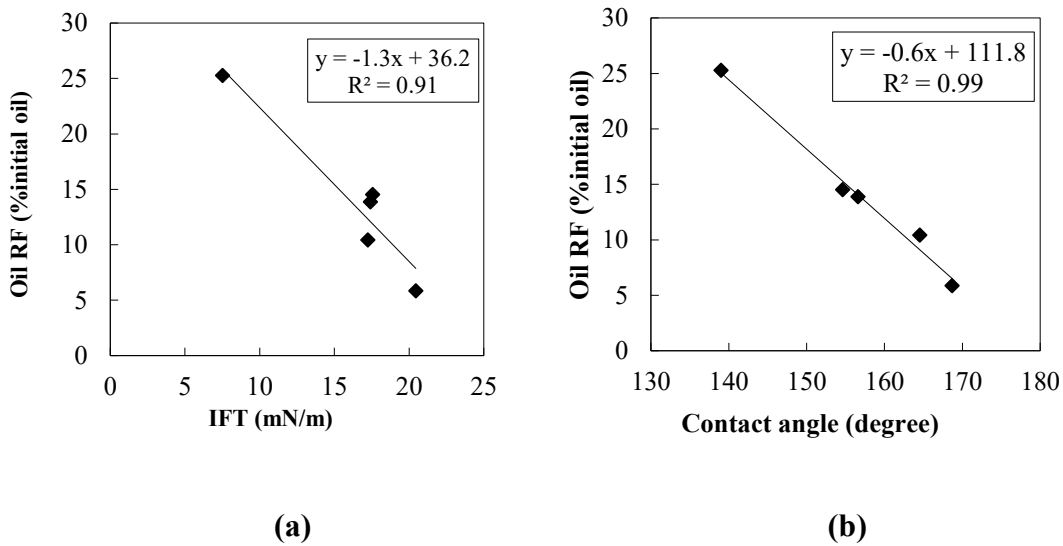 30
25
20
15
10
5
0
Oil RF (%initial oil)
y = -1.3x + 36.2
R² = 0.91
0 5 10 15 20 25
IFT (mN/m)
(a)
30
25
20
15
10
5
0
Oil RF (%initial oil)
y = -0.6x + 111.8
R² = 0.99
130 140 150 160 170 180
Contact angle (degree)
(b)